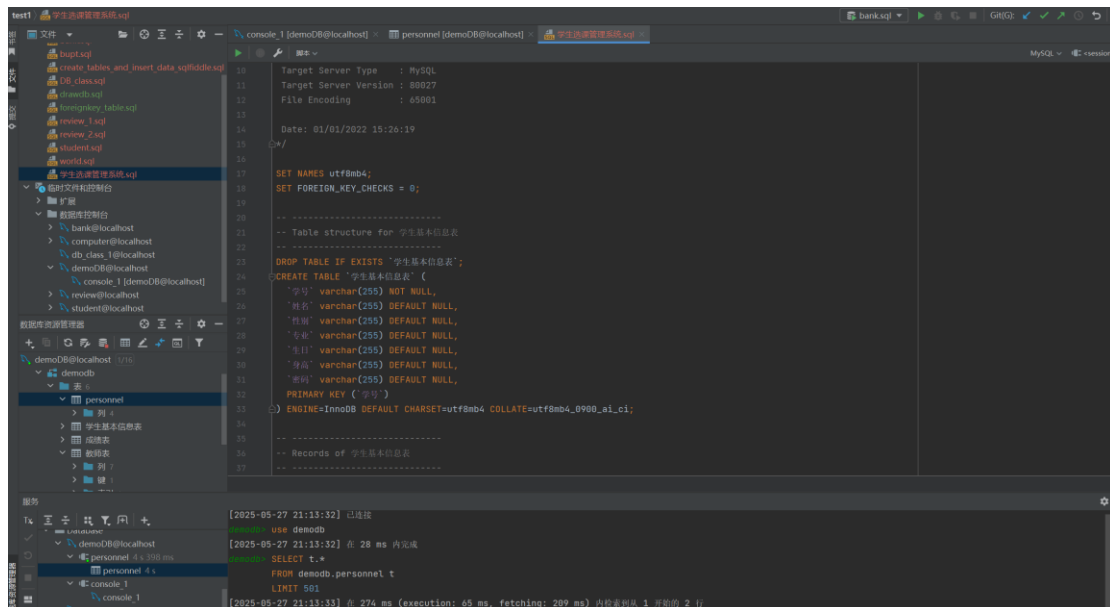 test1 学生选课管理系统.sql
bank.sql
Git(G):
文件
console_1 [demoDB@localhost]
personnel [demoDB@localhost]
学生选课管理系统.sql
bupt.sql
create_tables_and_insert_data_sqlfiddle.sql
DB_class.sql
drawdb.sql
foreignkey_table.sql
review_1.sql
review_2.sql
student.sql
world.sql
学生选课管理系统.sql
临时文件和控制台
扩展
数据库控制台
bank@localhost
computer@localhost
db_class_1@localhost
demoDB@localhost
console_1 [demoDB@localhost]
review@localhost
student@localhost
脚本
MySQL
10 Target Server Type : MySQL
11 Target Server Version : 80027
12 File Encoding : 65001
13
14 Date: 01/01/2022 15:26:19
15 */
16
17 SET NAMES utf8mb4;
18 SET FOREIGN_KEY_CHECKS = 0;
19
20 -- ----------------------------
21 -- Table structure for 学生基本信息表
22 -- ----------------------------
23 DROP TABLE IF EXISTS `学生基本信息表`;
24 CREATE TABLE `学生基本信息表` (
25 `学号` varchar(255) NOT NULL,
26 `姓名` varchar(255) DEFAULT NULL,
27 `性别` varchar(255) DEFAULT NULL,
28 `专业` varchar(255) DEFAULT NULL,
29 `生日` varchar(255) DEFAULT NULL,
30 `身高` varchar(255) DEFAULT NULL,
31 `密码` varchar(255) DEFAULT NULL,
32 PRIMARY KEY (`学号`)
33 ) ENGINE=InnoDB DEFAULT CHARSET=utf8mb4 COLLATE=utf8mb4_0900_ai_ci;
34
35 -- ----------------------------
36 -- Records of 学生基本信息表
37 -- ----------------------------
数据库资源管理器
demoDB@localhost 1/16
demodb
表 6
personnel
列 4
学生基本信息表
成绩表
教师表
列 7
键 1
服务
Tx
Database
demoDB@localhost
personnel 4 s 398 ms
personnel 4 s
console_1
console_1
[2025-05-27 21:13:32] 已连接
demodb> use demodb
[2025-05-27 21:13:32] 在 28 ms 内完成
demodb> SELECT t.*
FROM demodb.personnel t
LIMIT 501
[2025-05-27 21:13:33] 在 274 ms (execution: 65 ms, fetching: 209 ms) 内检索到从 1 开始的 2 行